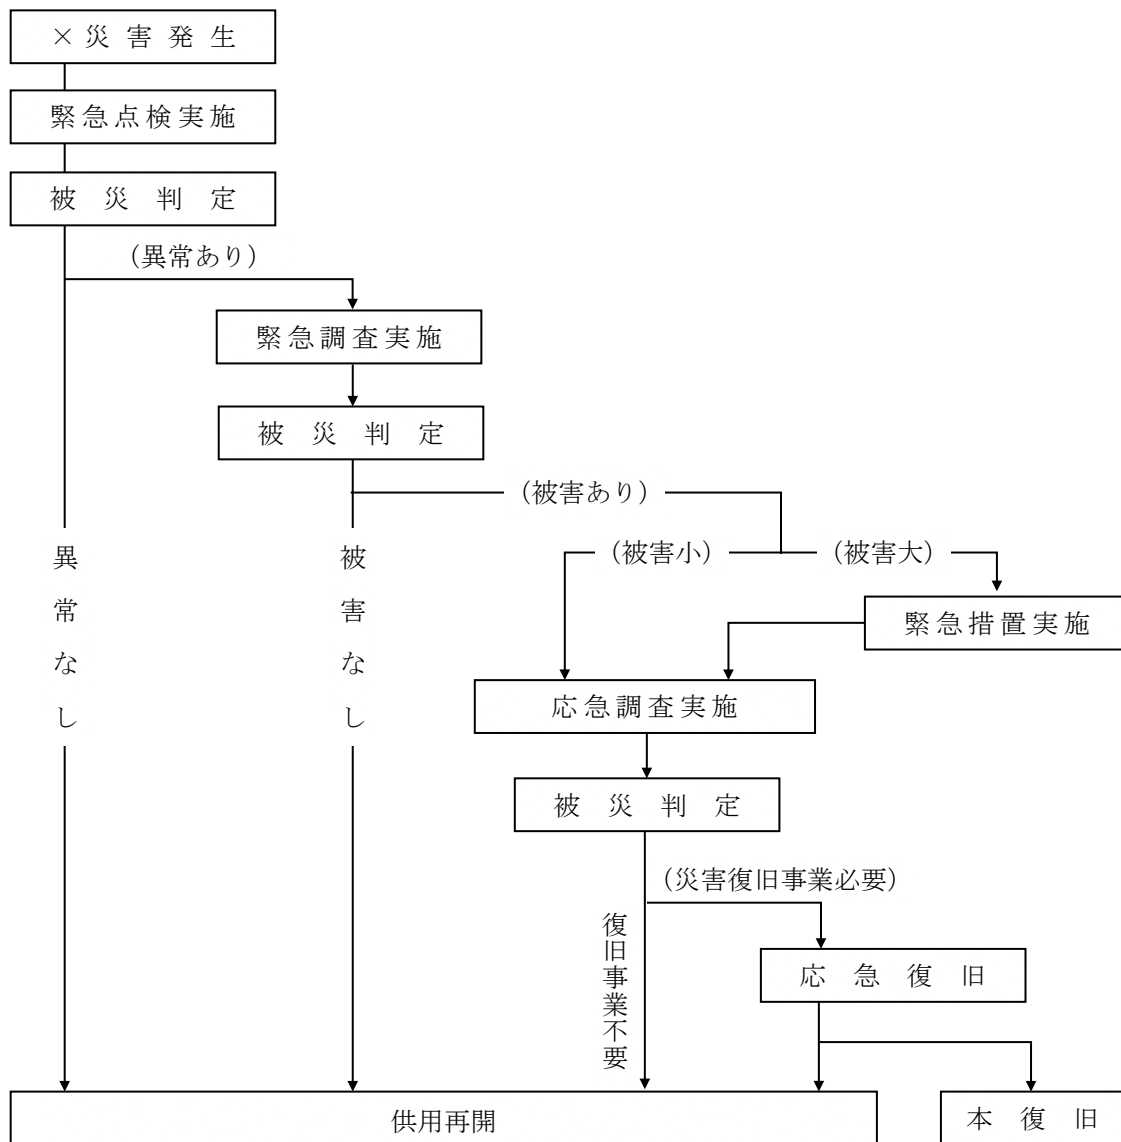 ×災害発生
緊急点検実施
被災判定
（異常あり）
緊急調査実施
被災判定
（被害あり）
（被害小）
（被害大）
異常なし
被害なし
緊急措置実施
応急調査実施
被災判定
（災害復旧事業必要）
復旧事業不要
応急復旧
供用再開
本復旧